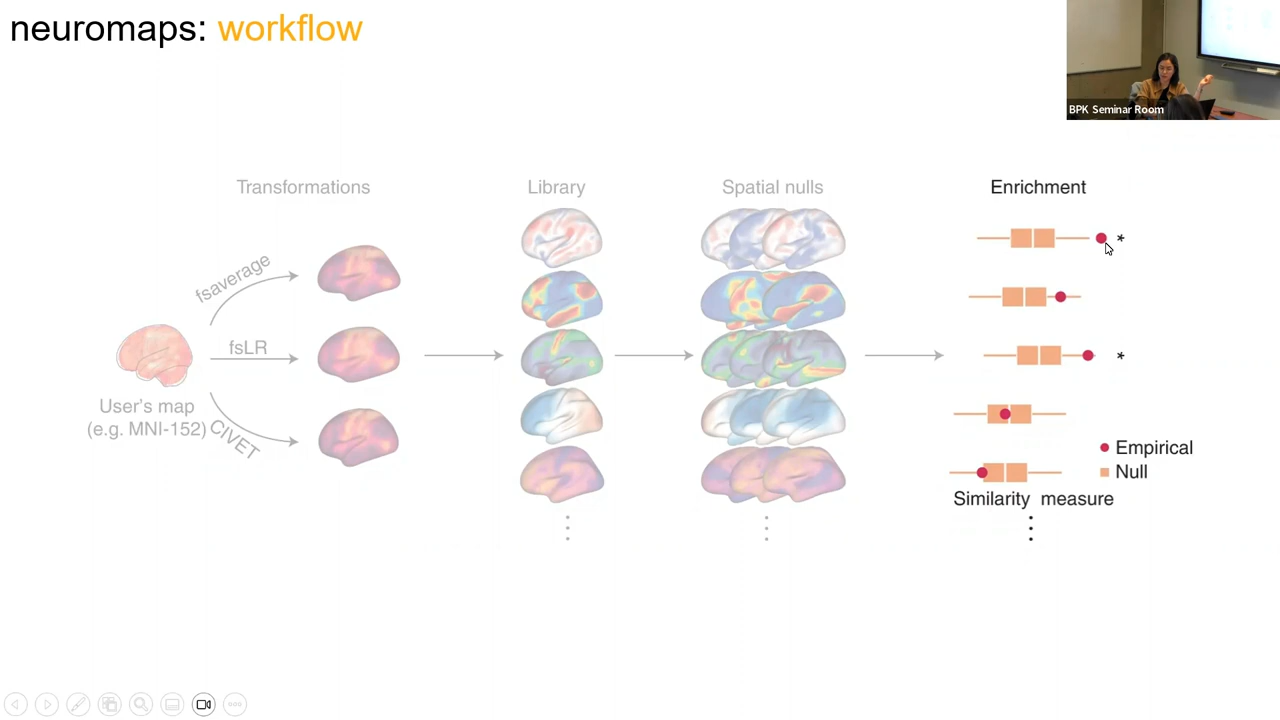 neuromaps: workflow
BPK Seminar Room
Transformations
Library
Spatial nulls
Enrichment
fsaverage
fsLR
CIVET
User's map
(e.g. MNI-152)
*
*
Empirical
Null
Similarity measure